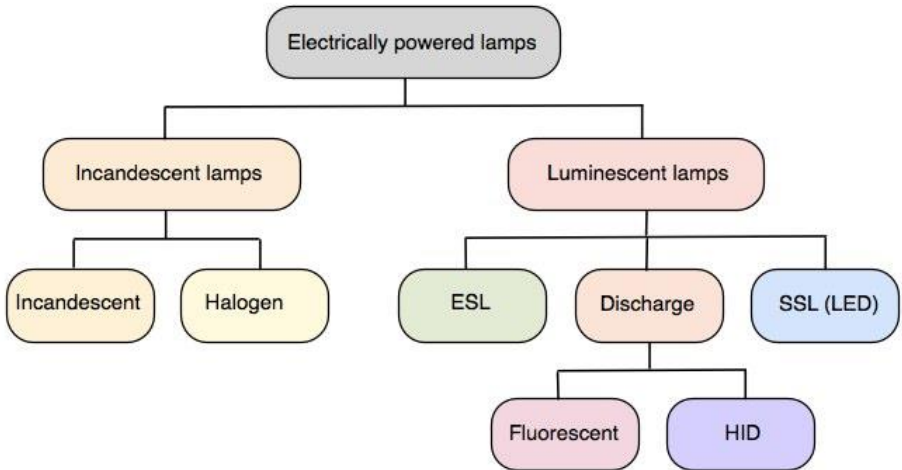 Electrically powered lamps
Incandescent lamps
Luminescent lamps
Incandescent
Halogen
ESL
Discharge
SSL (LED)
Fluorescent
HID